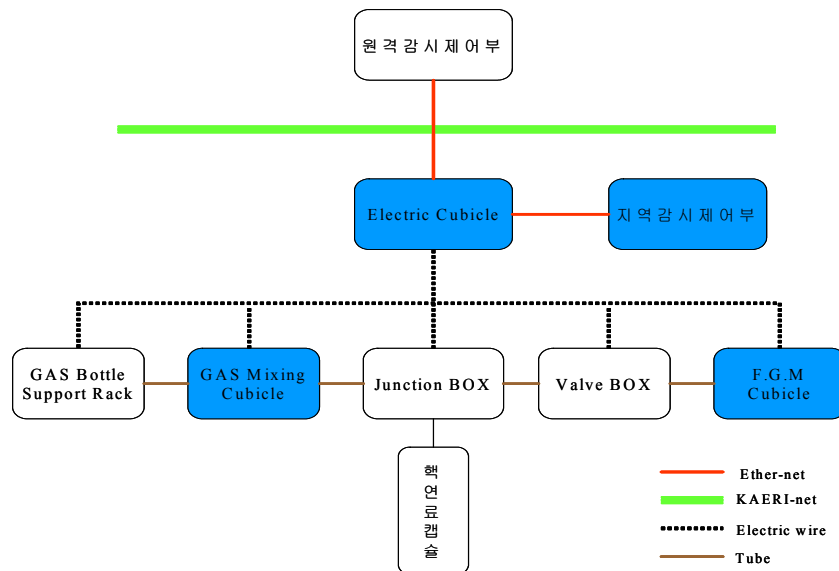 원격감시제어부
Electric Cubicle
지역감시제어부
GAS Bottle
Support Rack
GAS Mixing
Cubicle
Junction BOX
Valve BOX
F.G.M
Cubicle
핵
연
료
캡
슐
Ether-net
KAERI-net
Electric wire
Tube